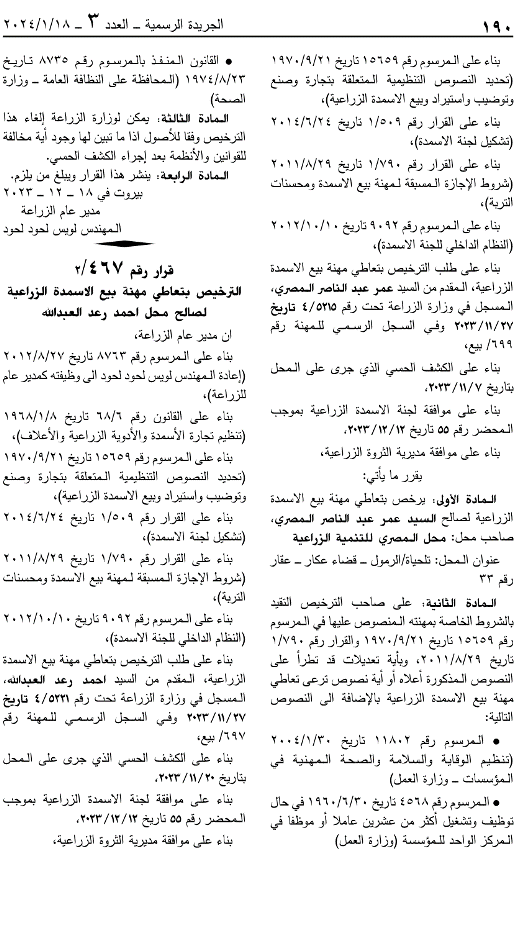 ١٩٠
الجريدة الرسمية ـ العدد ٣ ـ ٢٠٢٤/١/١٨
بناء على المرسوم رقم ١٥٦٥٩ تاريخ ١٩٧٠/٩/٢١
(تحديد النصوص التنظيمية المتعلقة بتجارة وصنع
وتوضيب واستيراد وبيع الاسمدة الزراعية)،
بناء على القرار رقم ١/٥٠٩ تاريخ ٢٠١٤/٦/٢٤
(تشكيل لجنة الاسمدة)،
بناء على القرار رقم ١/٧٩٠ تاريخ ٢٠١١/٨/٢٩
(شروط الإجازة المسبقة لمهنة بيع الاسمدة ومحسنات
التربة)،
بناء على المرسوم رقم ٩٠٩٢ تاريخ ٢٠١٢/١٠/١٠
(النظام الداخلي للجنة الاسمدة)،
بناء على طلب الترخيص بتعاطي مهنة بيع الاسمدة
الزراعية، المقدم من السيد عمر عبد الناصر المصري،
المسجل في وزارة الزراعة تحت رقم ٤/٥٢١٥ تاريخ
٢٠٢٣/١١/٢٧ وفي السجل الرسمي للمهنة رقم
٦٩٩/ بيع،
بناء على الكشف الحسي الذي جرى على المحل
بتاريخ ٢٠٢٣/١١/٧،
بناء على موافقة لجنة الاسمدة الزراعية بموجب
المحضر رقم ٥٥ تاريخ ٢٠٢٣/١٢/١٢،
بناء على موافقة مديرية الثروة الزراعية،
يقرر ما يأتي:
المادة الأولى: يرخص بتعاطي مهنة بيع الاسمدة
الزراعية لصالح السيد عمر عبد الناصر المصري،
صاحب محل: محل المصري للتنمية الزراعية
عنوان المحل: تلحياة/الرمول ـ قضاء عكار ـ عقار
رقم ٣٣
المادة الثانية: على صاحب الترخيص التقيد
بالشروط الخاصة بمهنته المنصوص عليها في المرسوم
رقم ١٥٦٥٩ تاريخ ١٩٧٠/٩/٢١ والقرار رقم ١/٧٩٠
تاريخ ٢٠١١/٨/٢٩، وبأية تعديلات قد تطرأ على
النصوص المذكورة أعلاه أو أية نصوص ترعى تعاطي
مهنة بيع الاسمدة الزراعية بالإضافة الى النصوص
التالية:
● المرسوم رقم ١١٨٠٢ تاريخ ٢٠٠٤/١/٣٠
(تنظيم الوقاية والسلامة والصحة المهنية في
المؤسسات ـ وزارة العمل)
● المرسوم رقم ٤٥٦٨ تاريخ ١٩٦٠/٦/٣٠ في حال
توظيف وتشغيل أكثر من عشرين عاملا أو موظفا في
المركز الواحد للمؤسسة (وزارة العمل)
● القانون المنفذ بالمرسوم رقم ٨٧٣٥ تاريخ
١٩٧٤/٨/٢٣ (المحافظة على النظافة العامة ـ وزارة
الصحة)
المادة الثالثة: يمكن لوزارة الزراعة إلغاء هذا
الترخيص وفقا للأصول اذا ما تبين لها وجود أية مخالفة
للقوانين والأنظمة بعد إجراء الكشف الحسي.
المادة الرابعة: ينشر هذا القرار ويبلغ من يلزم.
بيروت في ١٨ ـ ١٢ ـ ٢٠٢٣
مدير عام الزراعة
المهندس لويس لحود لحود
قرار رقم ٢/٤٦٧
الترخيص بتعاطي مهنة بيع الاسمدة الزراعية
لصالح محل احمد رعد العبدالله
ان مدير عام الزراعة،
بناء على المرسوم رقم ٨٧٦٣ تاريخ ٢٠١٢/٨/٢٧
(إعادة المهندس لويس لحود لحود الى وظيفته كمدير عام
للزراعة)،
بناء على القانون رقم ٦٨/٦ تاريخ ١٩٦٨/١/٨
(تنظيم تجارة الأسمدة والأدوية الزراعية والأعلاف)،
بناء على المرسوم رقم ١٥٦٥٩ تاريخ ١٩٧٠/٩/٢١
(تحديد النصوص التنظيمية المتعلقة بتجارة وصنع
وتوضيب واستيراد وبيع الاسمدة الزراعية)،
بناء على القرار رقم ١/٥٠٩ تاريخ ٢٠١٤/٦/٢٤
(تشكيل لجنة الاسمدة)،
بناء على القرار رقم ١/٧٩٠ تاريخ ٢٠١١/٨/٢٩
(شروط الإجازة المسبقة لمهنة بيع الاسمدة ومحسنات
التربة)،
بناء على المرسوم رقم ٩٠٩٢ تاريخ ٢٠١٢/١٠/١٠
(النظام الداخلي للجنة الاسمدة)،
بناء على طلب الترخيص بتعاطي مهنة بيع الاسمدة
الزراعية، المقدم من السيد احمد رعد العبدالله،
المسجل في وزارة الزراعة تحت رقم ٤/٥٢٢١ تاريخ
٢٠٢٣/١١/٢٧ وفي السجل الرسمي للمهنة رقم
٦٩٧/ بيع،
بناء على الكشف الحسي الذي جرى على المحل
بتاريخ ٢٠٢٣/١١/٢٠،
بناء على موافقة لجنة الاسمدة الزراعية بموجب
المحضر رقم ٥٥ تاريخ ٢٠٢٣/١٢/١٢،
بناء على موافقة مديرية الثروة الزراعية،